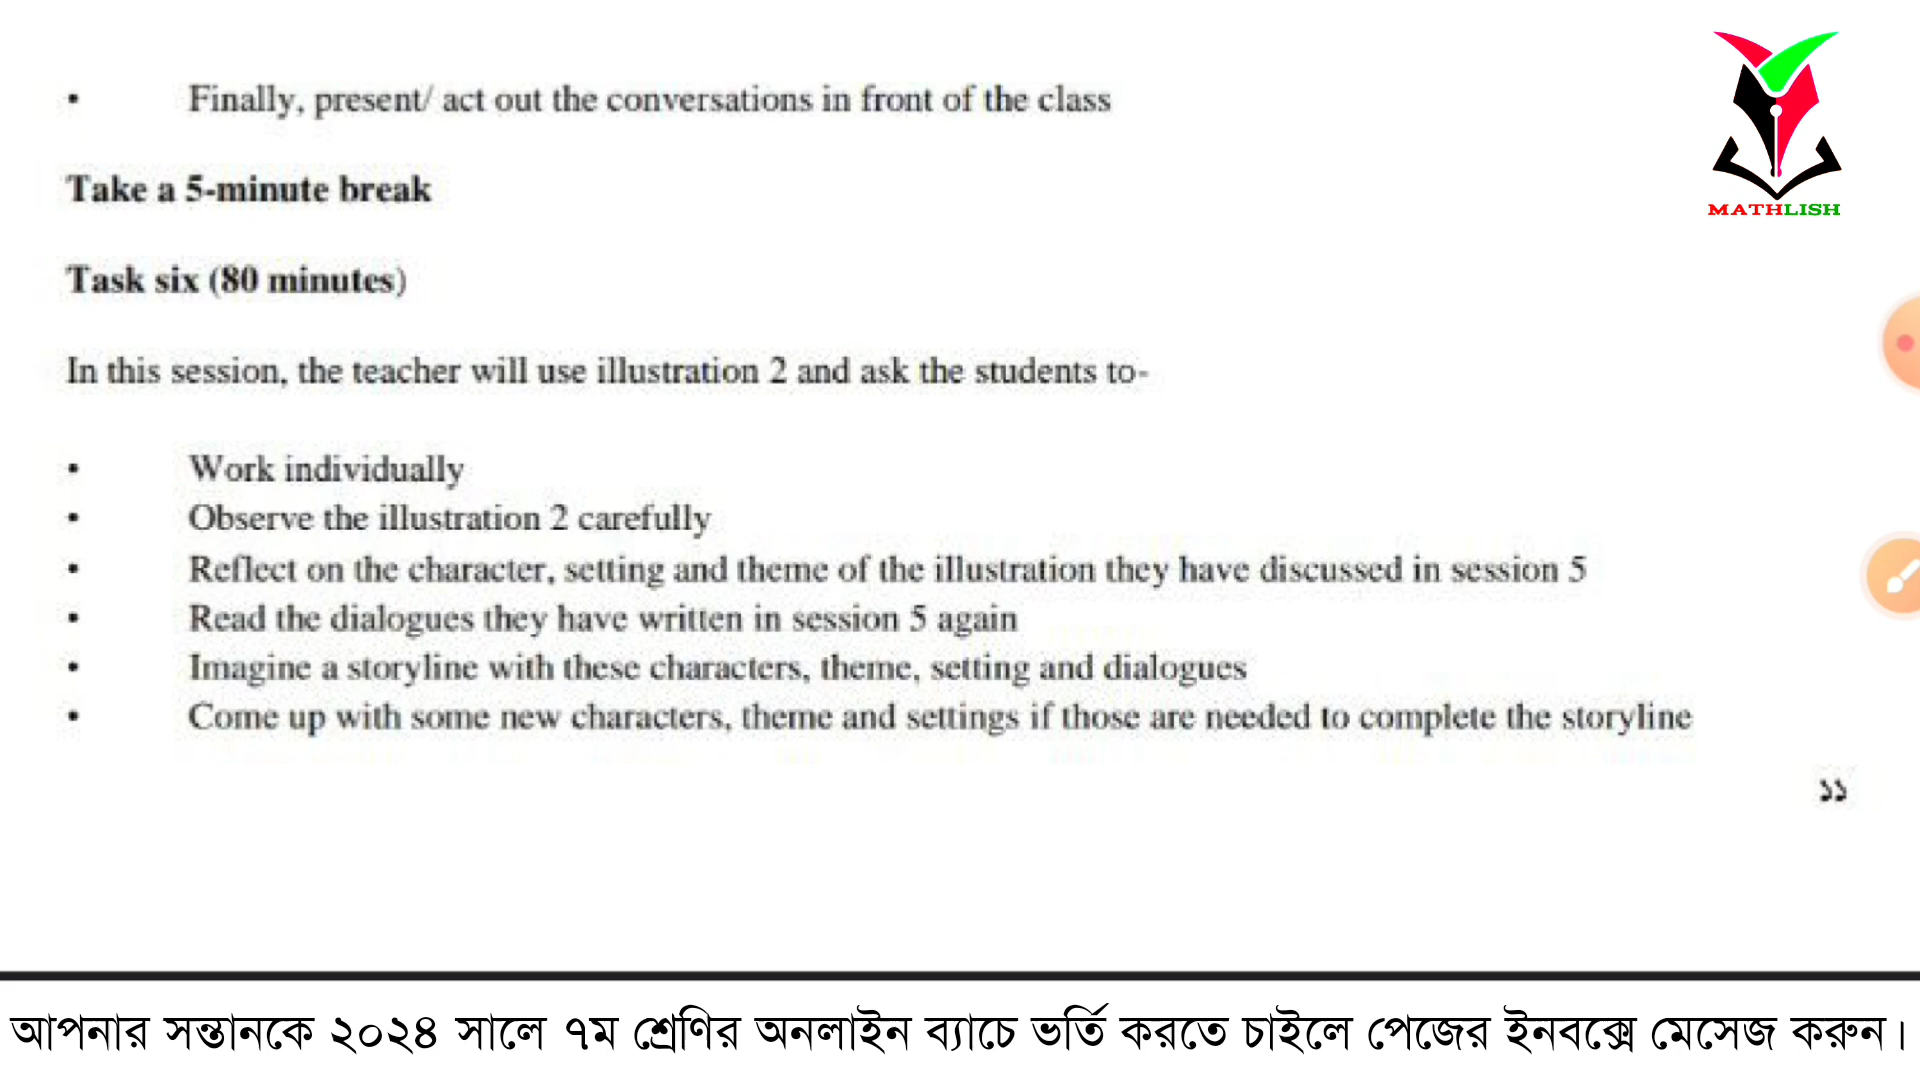 • Finally, present/ act out the conversations in front of the class
MATHLISH
Take a 5-minute break
Task six (80 minutes)
In this session, the teacher will use illustration 2 and ask the students to-
• Work individually
• Observe the illustration 2 carefully
• Reflect on the character, setting and theme of the illustration they have discussed in session 5
• Read the dialogues they have written in session 5 again
• Imagine a storyline with these characters, theme, setting and dialogues
• Come up with some new characters, theme and settings if those are needed to complete the storyline
১১
আপনার সন্তানকে ২০২৪ সালে ৭ম শ্রেণির অনলাইন ব্যাচে ভর্তি করতে চাইলে পেজের ইনবক্সে মেসেজ করুন।